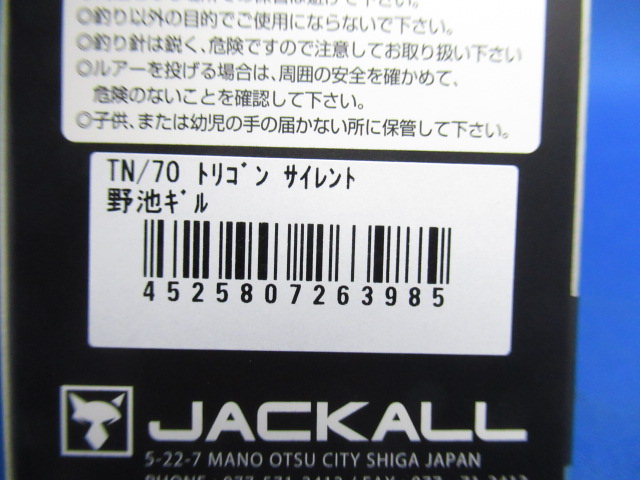 ◎釣り以外の目的でご使用にならないで下さい。
◎釣り針は鋭く、危険ですので注意してお取り扱い下さい
◎ルアーを投げる場合は、周囲の安全を確かめて、
危険のないことを確認して下さい。
◎子供、または幼児の手の届かない所に保管して下さい。
TN/70 ﾄﾘｺﾞﾝ ｻｲﾚﾝﾄ
野池ｷﾞﾙ
4525807263985
JACKALL
5-22-7 MANO OTSU CITY SHIGA JAPAN